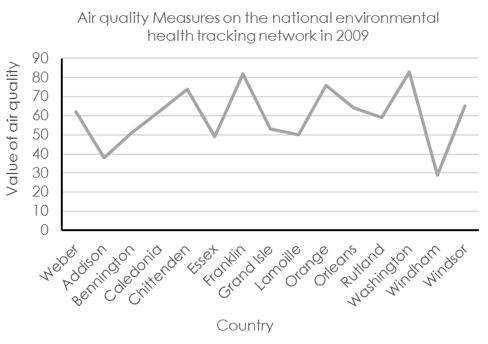 Air quality Measures on the national environmental
health tracking network in 2009
Value of air quality
90
80
70
60
50
40
30
20
10
0
Weber
Addison
Bennington
Caledonia
Chittenden
Essex
Franklin
Grand Isle
Lamoille
Orange
Orleans
Rutland
Washington
Windham
Windsor
Country